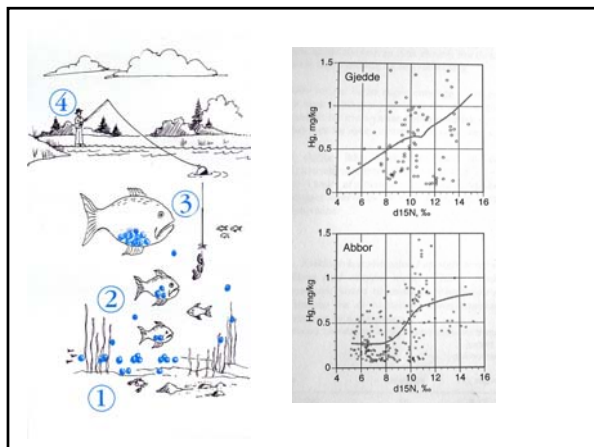 ④
③
②
①
Gjedde
Hg, mg/kg
1.5
1
0.5
0
4 6 8 10 12 14 16
d15N, ‰
Abbor
Hg, mg/kg
1.5
1
0.5
0
4 6 8 10 12 14 16
d15N, ‰